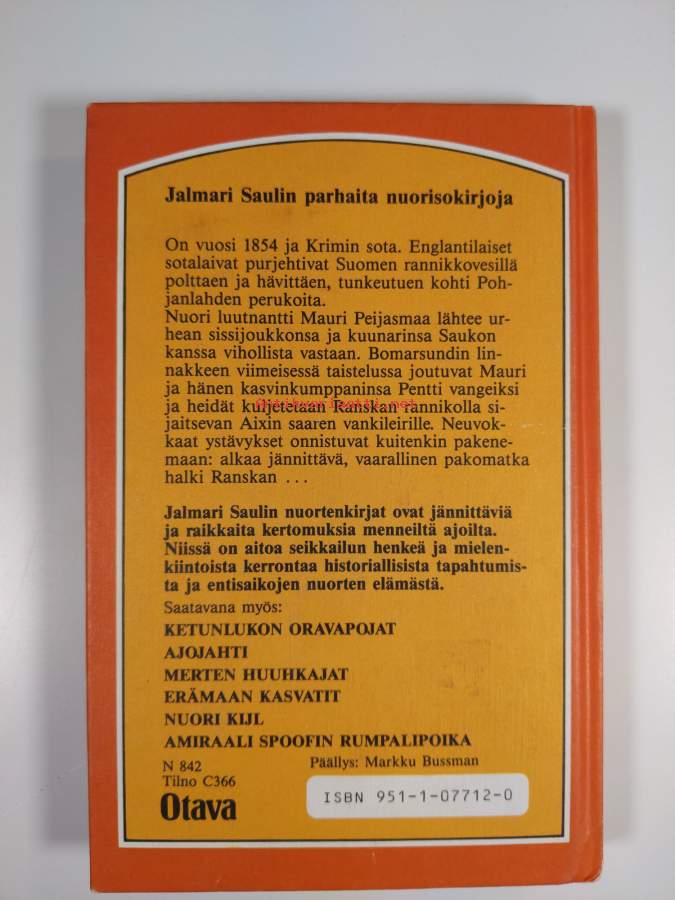 Jalmari Saulin parhaita nuorisokirjoja
On vuosi 1854 ja Krimin sota. Englantilaiset
sotalaivat purjehtivat Suomen rannikkovesillä
polttaen ja hävittäen, tunkeutuen kohti Poh-
janlahden perukoita.
Nuori luutnantti Mauri Peijasmaa lähtee ur-
hean sissijoukkonsa ja kuunarinsa Saukon
kanssa vihollista vastaan. Bomarsundin lin-
nakkeen viimeisessä taistelussa joutuvat Mauri
ja hänen kasvinkumppaninsa Pentti vangeiksi
ja heidät kuljetetaan Ranskan rannikolla si-
jaitsevan Aixin saaren vankileirille. Neuvok-
kaat ystävykset onnistuvat kuitenkin pakene-
maan: alkaa jännittävä, vaarallinen pakomatka
halki Ranskan ...
Jalmari Saulin nuortenkirjat ovat jännittäviä
ja raikkaita kertomuksia menneiltä ajoilta.
Niissä on aitoa seikkailun henkeä ja mielen-
kiintoista kerrontaa historiallisista tapahtumis-
ta ja entisaikojen nuorten elämästä.
Saatavana myös:
KETUNLUKON ORAVAPOJAT
AJOJAHTI
MERTEN HUUHKAJAT
ERÄMAAN KASVATIT
NUORI KIJL
AMIRAALI SPOOFIN RUMPALIPOIKA
N 842 Päällys: Markku Bussman
Tilno C366
Otava ISBN 951-1-07712-0